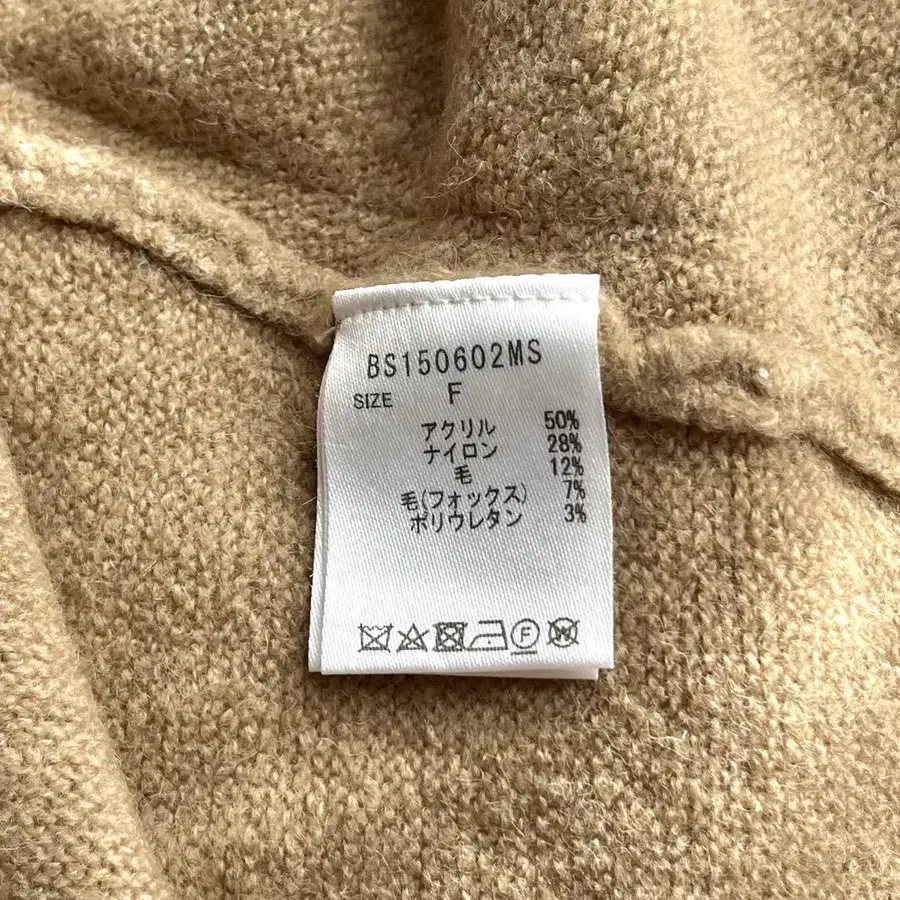 BS150602MS
SIZE F
アクリル 50%
ナイロン 28%
毛 12%
毛(フォックス) 7%
ポリウレタン 3%
F W